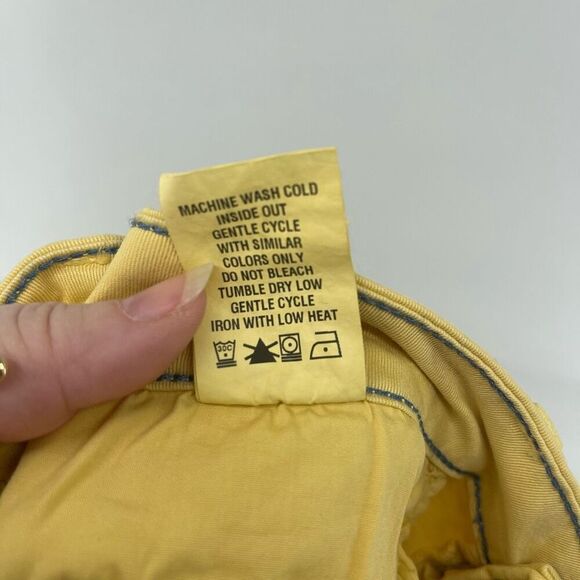 MACHINE WASH COLD
INSIDE OUT
GENTLE CYCLE
WITH SIMILAR
COLORS ONLY
DO NOT BLEACH
TUMBLE DRY LOW
GENTLE CYCLE
IRON WITH LOW HEAT
30C